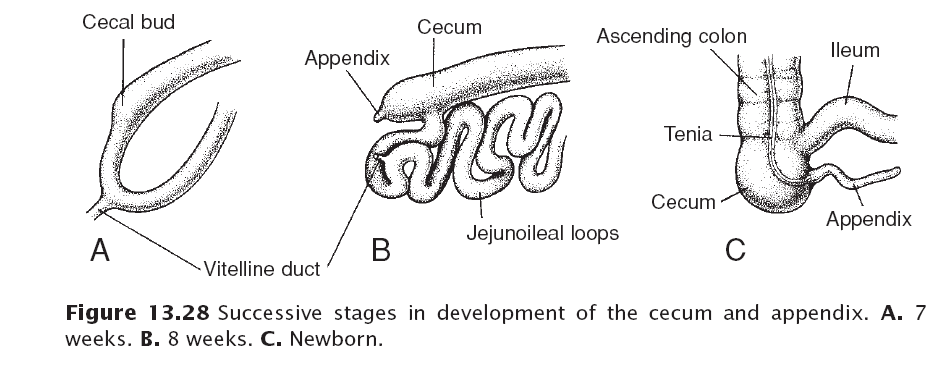 Cecal bud
Appendix
Cecum
Ascending colon
Ileum
Tenia
Cecum
Appendix
Jejunoileal loops
Vitelline duct
A
B
C
Figure 13.28 Successive stages in development of the cecum and appendix. A. 7
weeks. B. 8 weeks. C. Newborn.